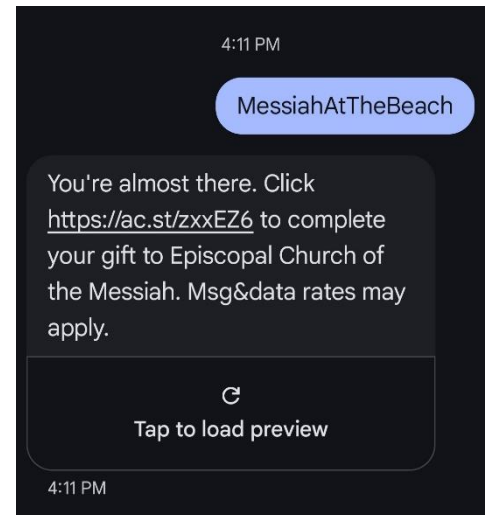 4:11 PM
MessiahAtTheBeach
You're almost there. Click
https://ac.st/zxxEZ6 to complete
your gift to Episcopal Church of
the Messiah. Msg&data rates may
apply.
Tap to load preview
4:11 PM